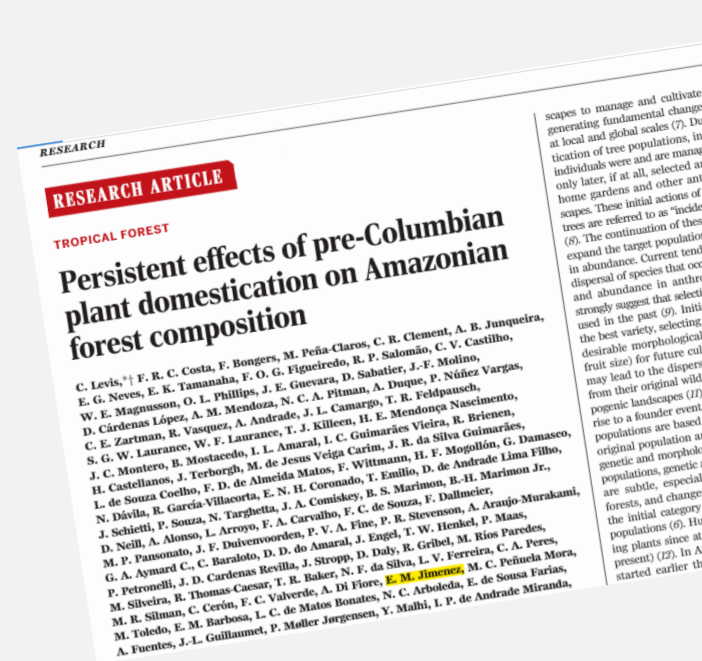 RESEARCH
RESEARCH ARTICLE
TROPICAL FOREST
Persistent effects of pre-Columbian
plant domestication on Amazonian
forest composition
C. Levis,*† F. R. C. Costa, F. Bongers, M. Peña-Claros, C. R. Clement, A. B. Junqueira,
E. G. Neves, E. K. Tamanaha, F. O. G. Figueiredo, R. P. Salomão, C. V. Castilho,
W. E. Magnusson, O. L. Phillips, J. E. Guevara, D. Sabatier, J.-F. Molino,
D. Cárdenas López, A. M. Mendoza, N. C. A. Pitman, A. Duque, P. Núñez Vargas,
C. E. Zartman, R. Vasquez, A. Andrade, J. L. Camargo, T. R. Feldpausch,
S. G. W. Laurance, W. F. Laurance, T. J. Killeen, H. E. Mendonça Nascimento,
J. C. Montero, B. Mostacedo, I. L. Amaral, I. C. Guimarães Vieira, R. Brienen,
H. Castellanos, J. Terborgh, M. de Jesus Veiga Carim, J. R. da Silva Guimarães,
L. de Souza Coelho, F. D. de Almeida Matos, F. Wittmann, H. F. Mogollón, G. Damasco,
N. Dávila, R. García-Villacorta, E. N. H. Coronado, T. Emilio, D. de Andrade Lima Filho,
J. Schietti, P. Souza, N. Targhetta, J. A. Comiskey, B. S. Marimon, B.-H. Marimon Jr.,
D. Neill, A. Alonso, L. Arroyo, F. A. Carvalho, F. C. de Souza, F. Dallmeier,
M. P. Pansonato, J. F. Duivenvoorden, P. V. A. Fine, P. R. Stevenson, A. Araujo-Murakami,
G. A. Aymard C., C. Baraloto, D. D. do Amaral, J. Engel, T. W. Henkel, P. Maas,
P. Petronelli, J. D. Cardenas Revilla, J. Stropp, D. Daly, R. Gribel, M. Ríos Paredes,
M. Silveira, R. Thomas-Caesar, T. R. Baker, N. F. da Silva, L. V. Ferreira, C. A. Peres,
M. R. Silman, C. Cerón, F. C. Valverde, A. Di Fiore, E. M. Jimenez, M. C. Peñuela Mora,
M. Toledo, E. M. Barbosa, L. C. de Matos Bonates, N. C. Arboleda, E. de Sousa Farias,
A. Fuentes, J.-L. Guillaumet, P. Møller Jørgensen, Y. Malhi, I. P. de Andrade Miranda,
scapes to manage and cultivate
generating fundamental change
at local and global scales (7). Du
tication of tree populations, in
individuals were and are manag
only later, if at all, selected a
home gardens and other ant
scapes. These initial actions of
trees are referred to as "incide
(8). The continuation of thes
expand the target population
in abundance. Current tend
dispersal of species that occ
and abundance in anthro
strongly suggest that selecti
used in the past (9). Initi
the best variety, selecting
desirable morphological
fruit size) for future cul
may lead to the dispers
from their original wild
pogenic landscapes (11)
rise to a founder event
populations are based
original population a
genetic and morpholo
populations, genetic a
are subtle, especial
forests, and change
the initial category
populations (6). Hu
ing plants since at
present) (12). In A
started earlier th